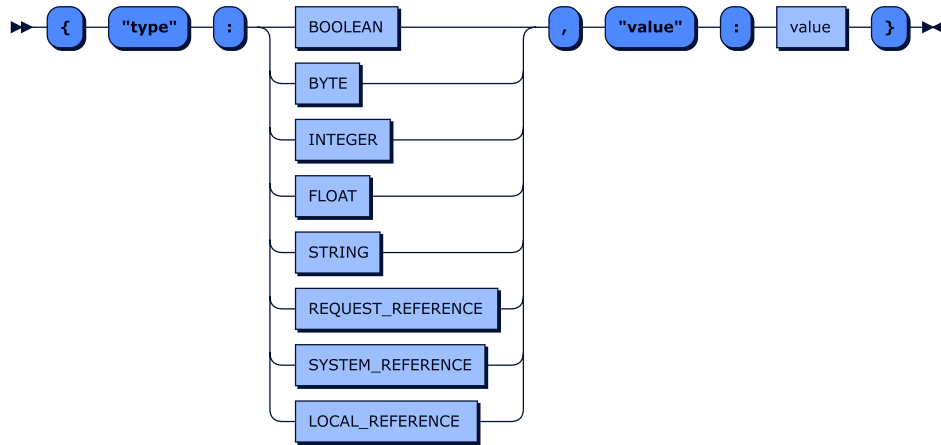 { "type" : BOOLEAN , "value" : value }
BYTE
INTEGER
FLOAT
STRING
REQUEST_REFERENCE
SYSTEM_REFERENCE
LOCAL_REFERENCE